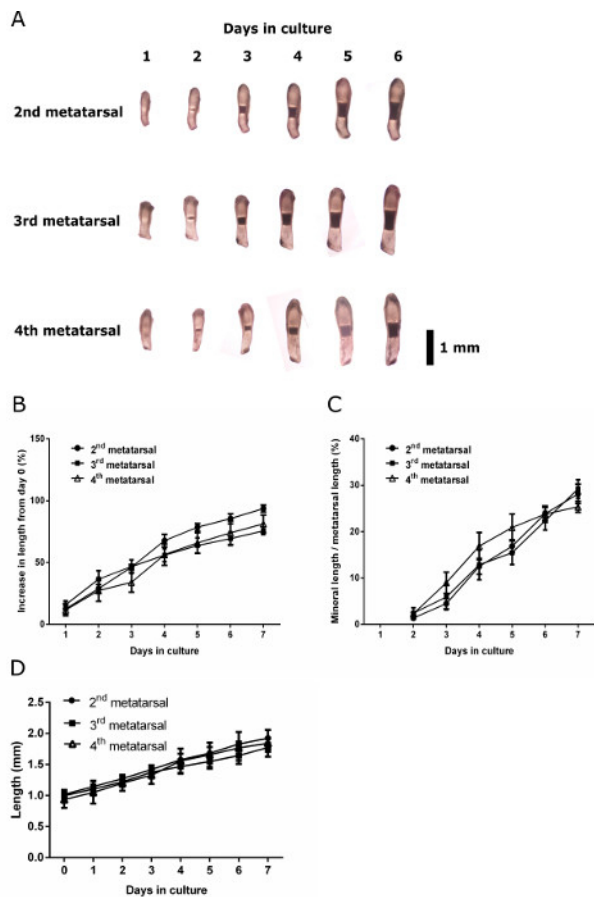 A
Days in culture
1 2 3 4 5 6
2nd metatarsal
3rd metatarsal
4th metatarsal
1 mm
B
Increase in length from day 0 (%)
150
100
50
0
2nd metatarsal
3rd metatarsal
4th metatarsal
1 2 3 4 5 6 7
Days in culture
C
Mineral length / metatarsal length (%)
40
30
20
10
0
2nd metatarsal
3rd metatarsal
4th metatarsal
1 2 3 4 5 6 7
Days in culture
D
Length (mm)
2.5
2.0
1.5
1.0
0.5
0.0
2nd metatarsal
3rd metatarsal
4th metatarsal
0 1 2 3 4 5 6 7
Days in culture